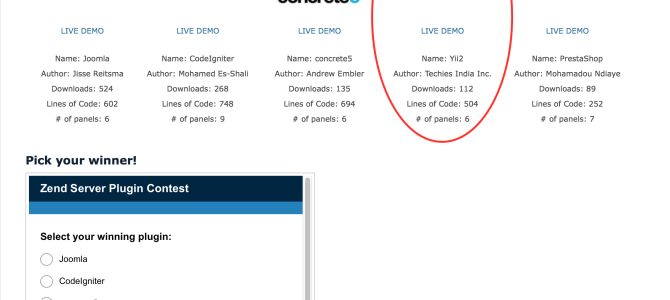 concrete5
LIVE DEMO LIVE DEMO LIVE DEMO LIVE DEMO LIVE DEMO
Name: Joomla Name: CodeIgniter Name: concrete5 Name: Yii2 Name: PrestaShop
Author: Jisse Reitsma Author: Mohamed Es-Shali Author: Andrew Embler Author: Techies India Inc. Author: Mohamadou Ndiaye
Downloads: 524 Downloads: 268 Downloads: 135 Downloads: 112 Downloads: 89
Lines of Code: 602 Lines of Code: 748 Lines of Code: 694 Lines of Code: 504 Lines of Code: 252
# of panels: 6 # of panels: 9 # of panels: 6 # of panels: 6 # of panels: 7
Pick your winner!
Zend Server Plugin Contest
Select your winning plugin:
Joomla
CodeIgniter